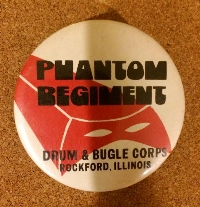 PHANTOM
REGIMENT
DRUM & BUGLE CORPS
ROCKFORD, ILLINOIS